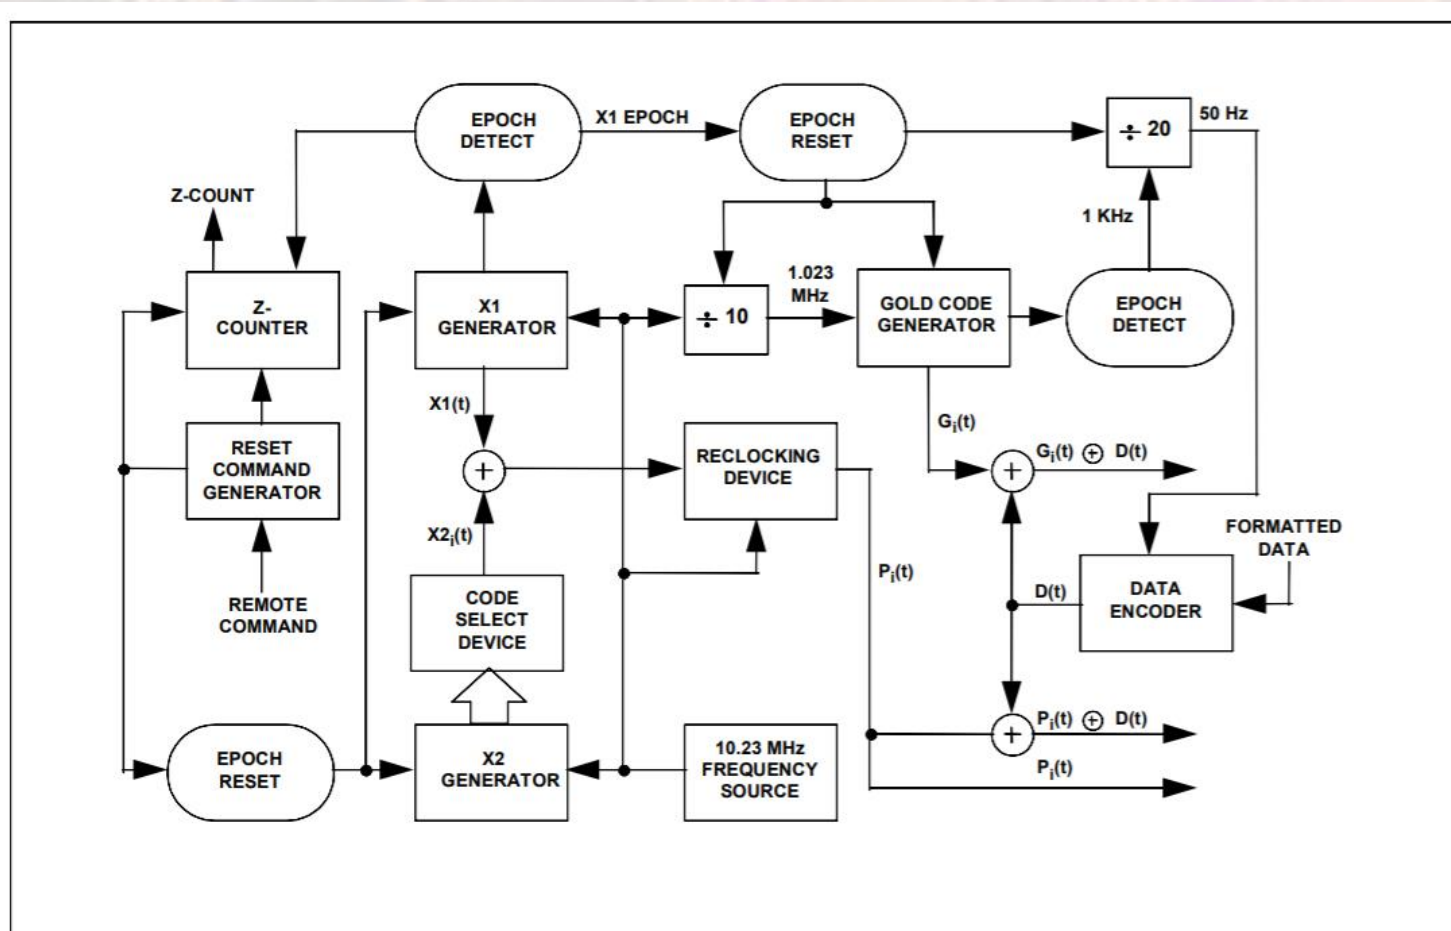 EPOCH
DETECT
X1 EPOCH
EPOCH
RESET
÷ 20
50 Hz
Z-COUNT
1 KHz
Z-
COUNTER
X1
GENERATOR
÷ 10
1.023
MHz
GOLD CODE
GENERATOR
EPOCH
DETECT
X1(t)
Gi(t)
RESET
COMMAND
GENERATOR
+
RECLOCKING
DEVICE
+
Gi(t) ⊕ D(t)
X2i(t)
FORMATTED
DATA
REMOTE
COMMAND
CODE
SELECT
DEVICE
Pi(t)
D(t)
DATA
ENCODER
EPOCH
RESET
X2
GENERATOR
10.23 MHz
FREQUENCY
SOURCE
+
Pi(t) ⊕ D(t)
Pi(t)